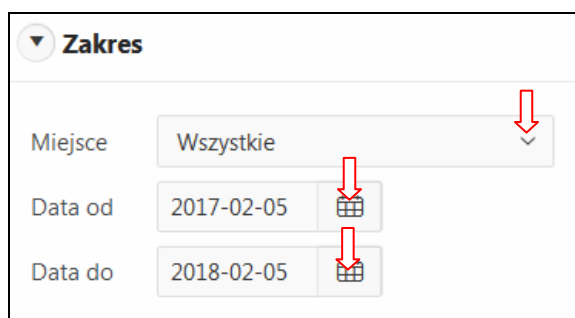 Zakres
Miejsce Wszystkie
Data od 2017-02-05
Data do 2018-02-05